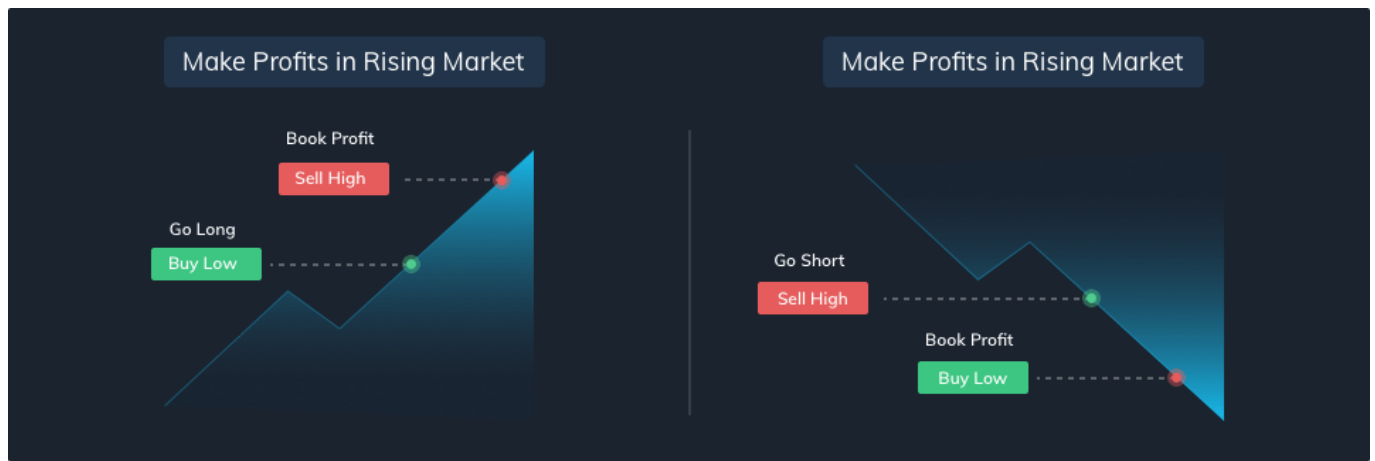 Make Profits in Rising Market
Book Profit
Sell High
Go Long
Buy Low
Make Profits in Rising Market
Go Short
Sell High
Book Profit
Buy Low